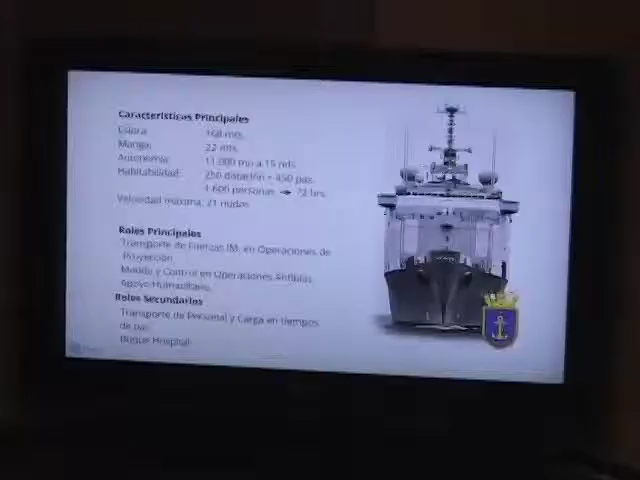 Características Principales
Eslora: 168 mts.
Manga: 22 mts.
Autonomía: 11.000 mn a 15 nds.
Habitabilidad: 250 dotación + 450 pas.
1.600 personas → 72 hrs.
Velocidad máxima: 21 nudos
Roles Principales
Transporte de Fuerzas IM. en Operaciones de
Proyección
Mando y Control en Operaciones Anfibias
Apoyo Humanitario
Roles Secundarios
Transporte de Personal y Carga en tiempos
de paz
Buque Hospital